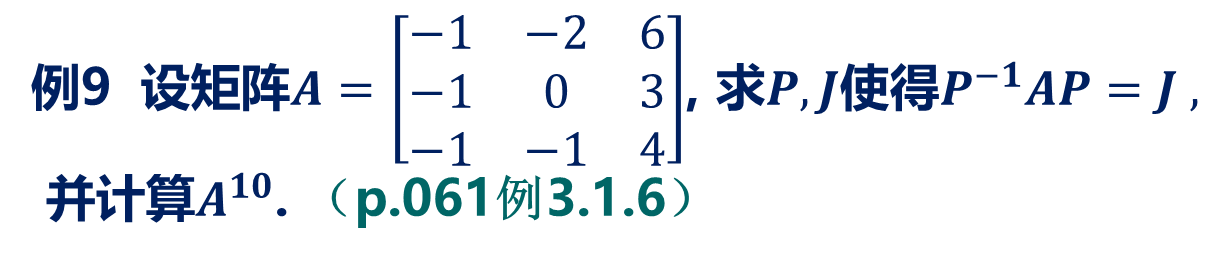 例9 设矩阵A = [−1 −2 6; −1 0 3; −1 −1 4], 求P, J使得P⁻¹AP = J ,
并计算A¹⁰. （p.061例3.1.6）